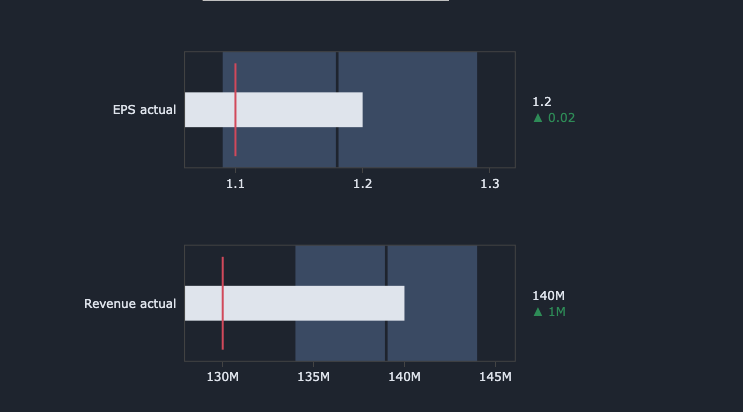 EPS actual
1.2
▲ 0.02
1.1
1.2
1.3
Revenue actual
140M
▲ 1M
130M
135M
140M
145M